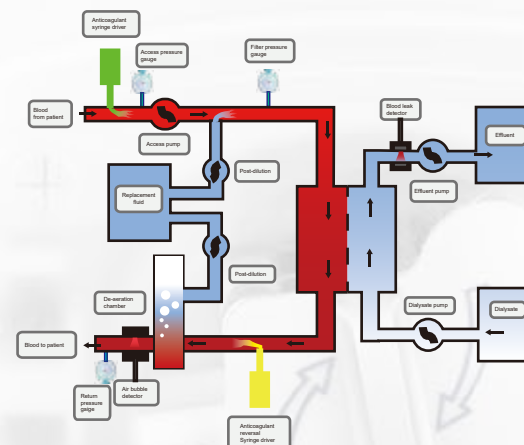 Anticoagulant
syringe driver
Access pressure
gauge
Filter pressure
gauge
Blood
from patient
Access pump
Blood leak
detector
Effluent
Post-dilution
Effluent pump
Replacement
fluid
Post-dilution
De-aeration
chamber
Dialysate pump
Dialysate
Blood to patient
Return
pressure
gaige
Air bubble
detector
Anticoagulant
reversal
Syringe driver